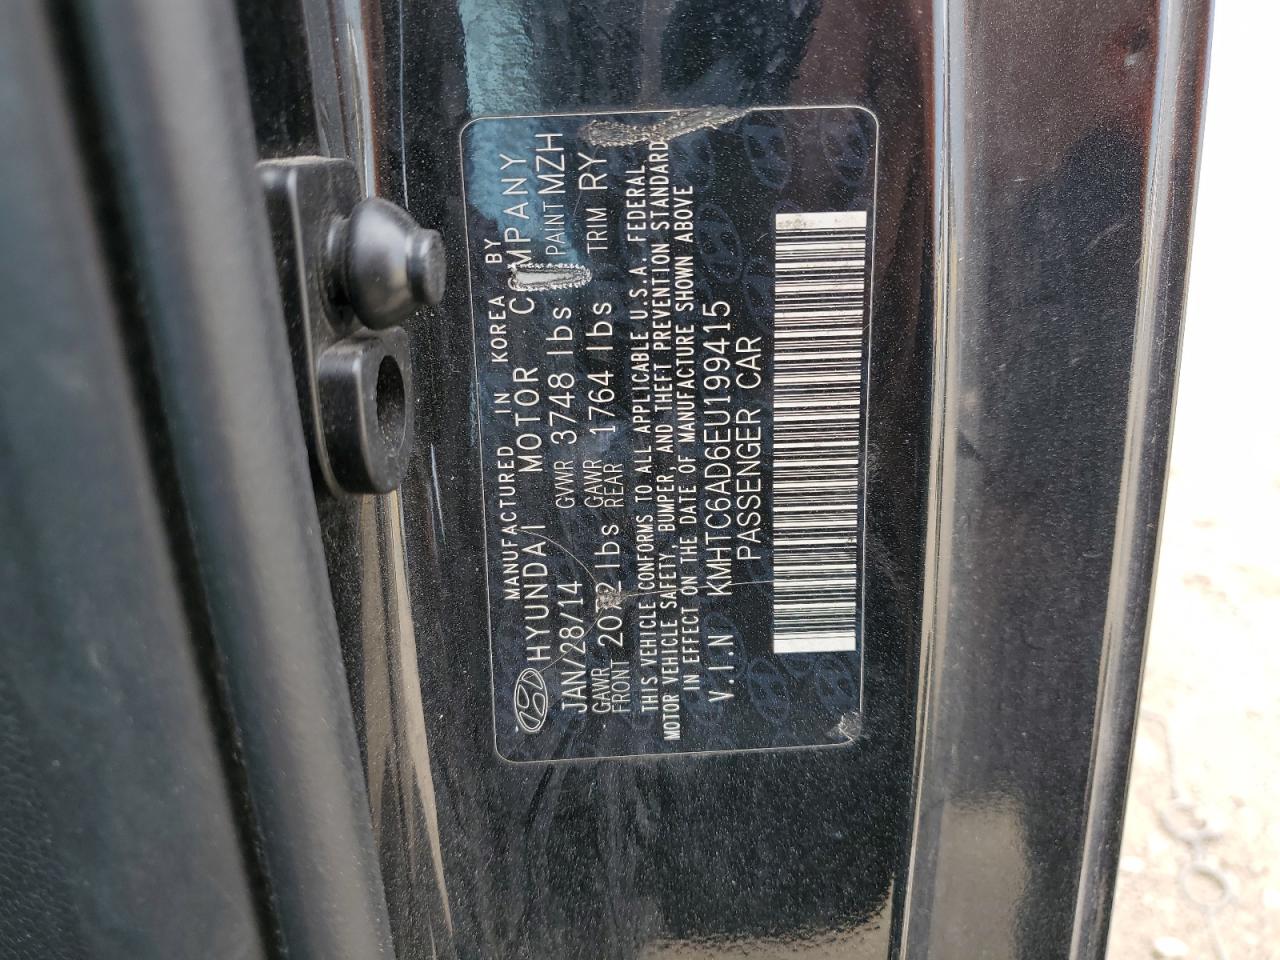 MANUFACTURED IN KOREA BY
HYUNDAI MOTOR C MPANY
JAN/28/14 GVWR 3748 lbs PAINT MZH
GAWR FRONT lbs GAWR REAR 1764 lbs TRIM RY
THIS VEHICLE CONFORMS TO ALL APPLICABLE U.S.A. FEDERAL
MOTOR VEHICLE SAFETY, BUMPER, AND THEFT PREVENTION STANDARD
IN EFFECT ON THE DATE OF MANUFACTURE SHOWN ABOVE
V.I.N KMHTC6AD6EU199415
PASSENGER CAR